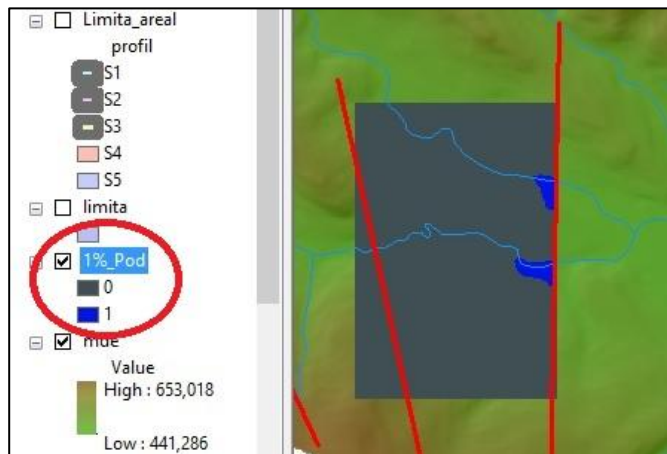 Limita_areal
profil
S1
S2
S3
S4
S5
limita
1%_Pod
0
1
mde
Value
High : 653,018
Low : 441,286